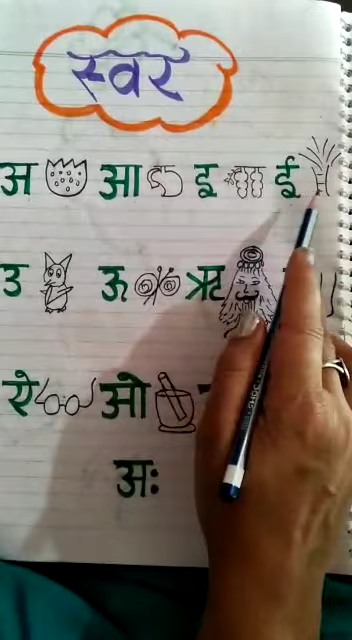 स्वर
अ आ इ ई
उ ऊ ऋ
ऐ ओ
अः